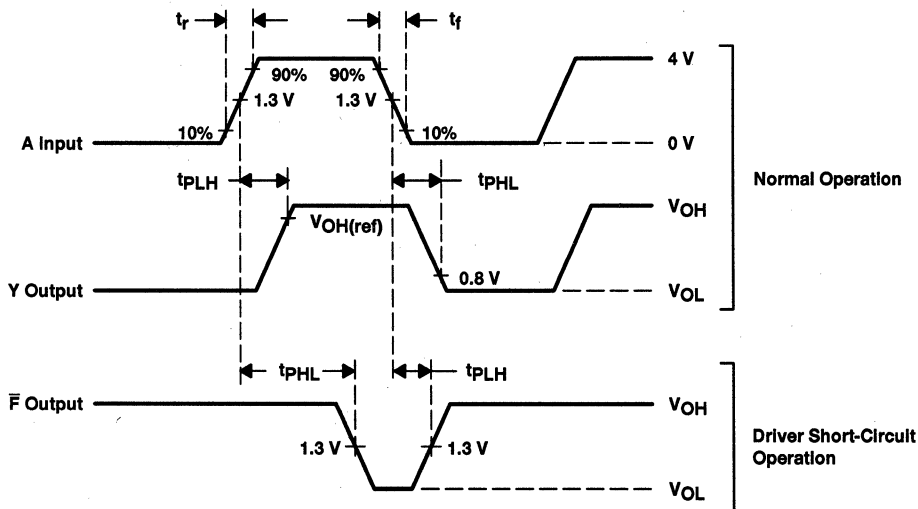 tr
tf
4 V
90% 90%
1.3 V 1.3 V
10% 10%
A Input
0 V
tPLH tPHL
Normal Operation
VOH
VOH(ref)
0.8 V
Y Output
VOL
tPHL tPLH
F̅ Output
VOH
1.3 V 1.3 V
Driver Short-Circuit
Operation
VOL